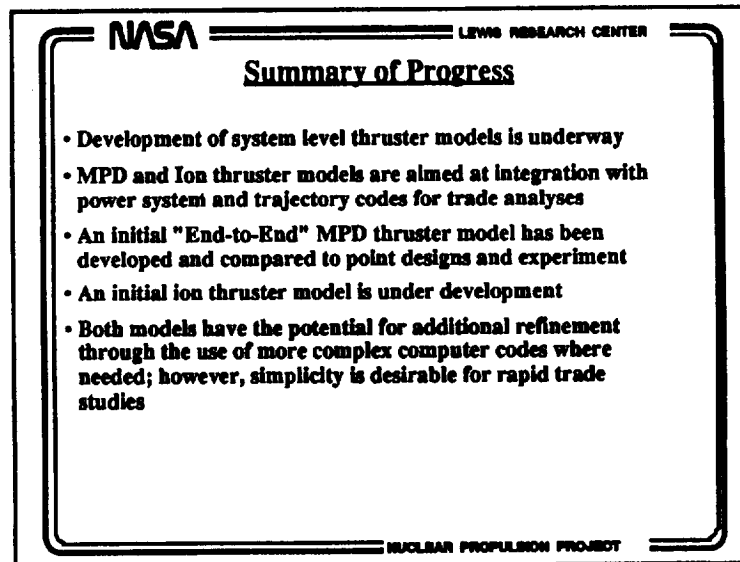 NASA
LEWIS RESEARCH CENTER
Summary of Progress
• Development of system level thruster models is underway
• MPD and Ion thruster models are aimed at integration with
power system and trajectory codes for trade analyses
• An initial "End-to-End" MPD thruster model has been
developed and compared to point designs and experiment
• An initial ion thruster model is under development
• Both models have the potential for additional refinement
through the use of more complex computer codes where
needed; however, simplicity is desirable for rapid trade
studies
NUCLEAR PROPULSION PROJECT